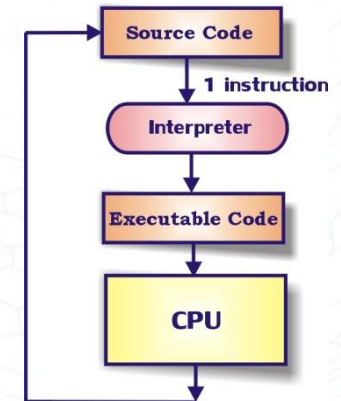 Source Code
1 instruction
Interpreter
Executable Code
CPU